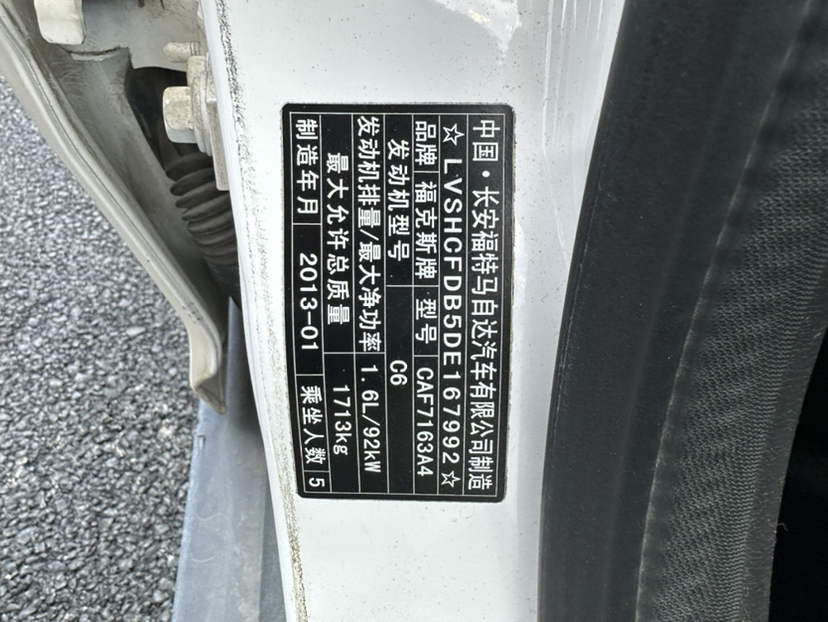 中国·长安福特马自达汽车有限公司制造
☆LVSHCFDB5DE167992☆
品牌 福克斯牌 型号 CAF7163A4
发动机型号 C6
发动机排量/最大净功率 1.6L/92kW
最大允许总质量 1713kg
制造年月 2013-01 乘坐人数 5